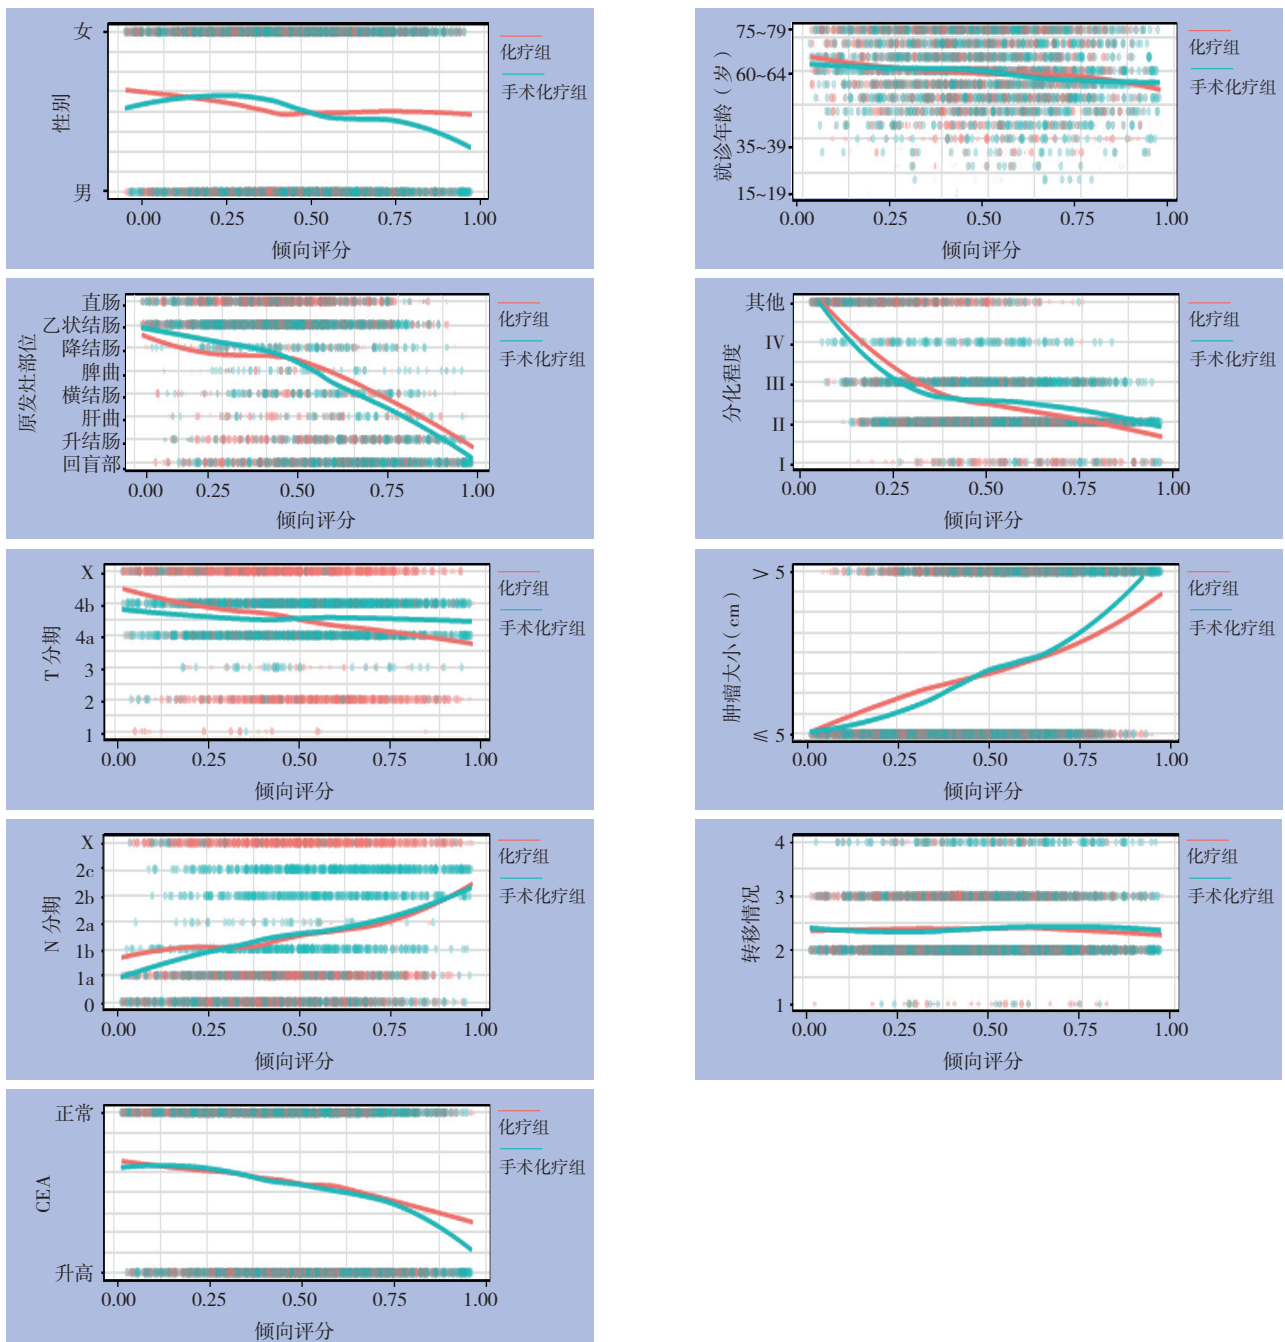 女
男
性别
0.00 0.25 0.50 0.75 1.00
倾向评分
化疗组
手术化疗组
75~79
60~64
35~39
15~19
就诊年龄（岁）
0.00 0.25 0.50 0.75 1.00
倾向评分
化疗组
手术化疗组
直肠
乙状结肠
降结肠
脾曲
横结肠
肝曲
升结肠
回盲部
原发灶部位
0.00 0.25 0.50 0.75 1.00
倾向评分
化疗组
手术化疗组
其他
IV
III
II
I
分化程度
0.00 0.25 0.50 0.75 1.00
倾向评分
化疗组
手术化疗组
X
4b
4a
3
2
1
T 分期
0.00 0.25 0.50 0.75 1.00
倾向评分
化疗组
手术化疗组
> 5
≤ 5
肿瘤大小（cm）
0.00 0.25 0.50 0.75 1.00
倾向评分
化疗组
手术化疗组
X
2c
2b
2a
1b
1a
0
N 分期
0.00 0.25 0.50 0.75 1.00
倾向评分
化疗组
手术化疗组
4
3
2
1
转移情况
0.00 0.25 0.50 0.75 1.00
倾向评分
化疗组
手术化疗组
正常
升高
CEA
0.00 0.25 0.50 0.75 1.00
倾向评分
化疗组
手术化疗组